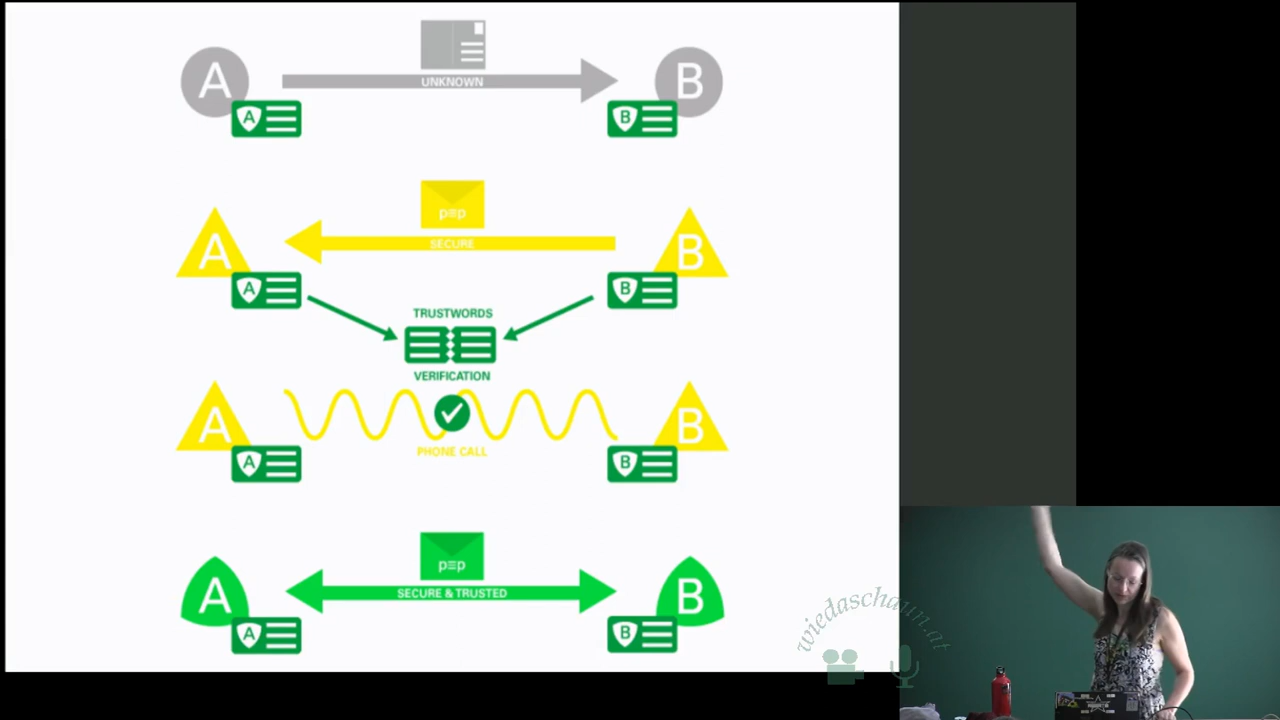 A
UNKNOWN
B
A
B
p≡p
A
SECURE
B
A
B
TRUSTWORDS
VERIFICATION
A
B
PHONE CALL
A
B
p≡p
A
SECURE & TRUSTED
B
A
B
wiedaschaun.at